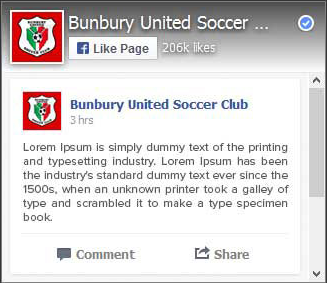 Bunbury United Soccer ...
Like Page
206k likes
Bunbury United Soccer Club
3 hrs
Lorem Ipsum is simply dummy text of the printing
and typesetting industry. Lorem Ipsum has been
the industry's standard dummy text ever since the
1500s, when an unknown printer took a galley of
type and scrambled it to make a type specimen
book.
Comment
Share